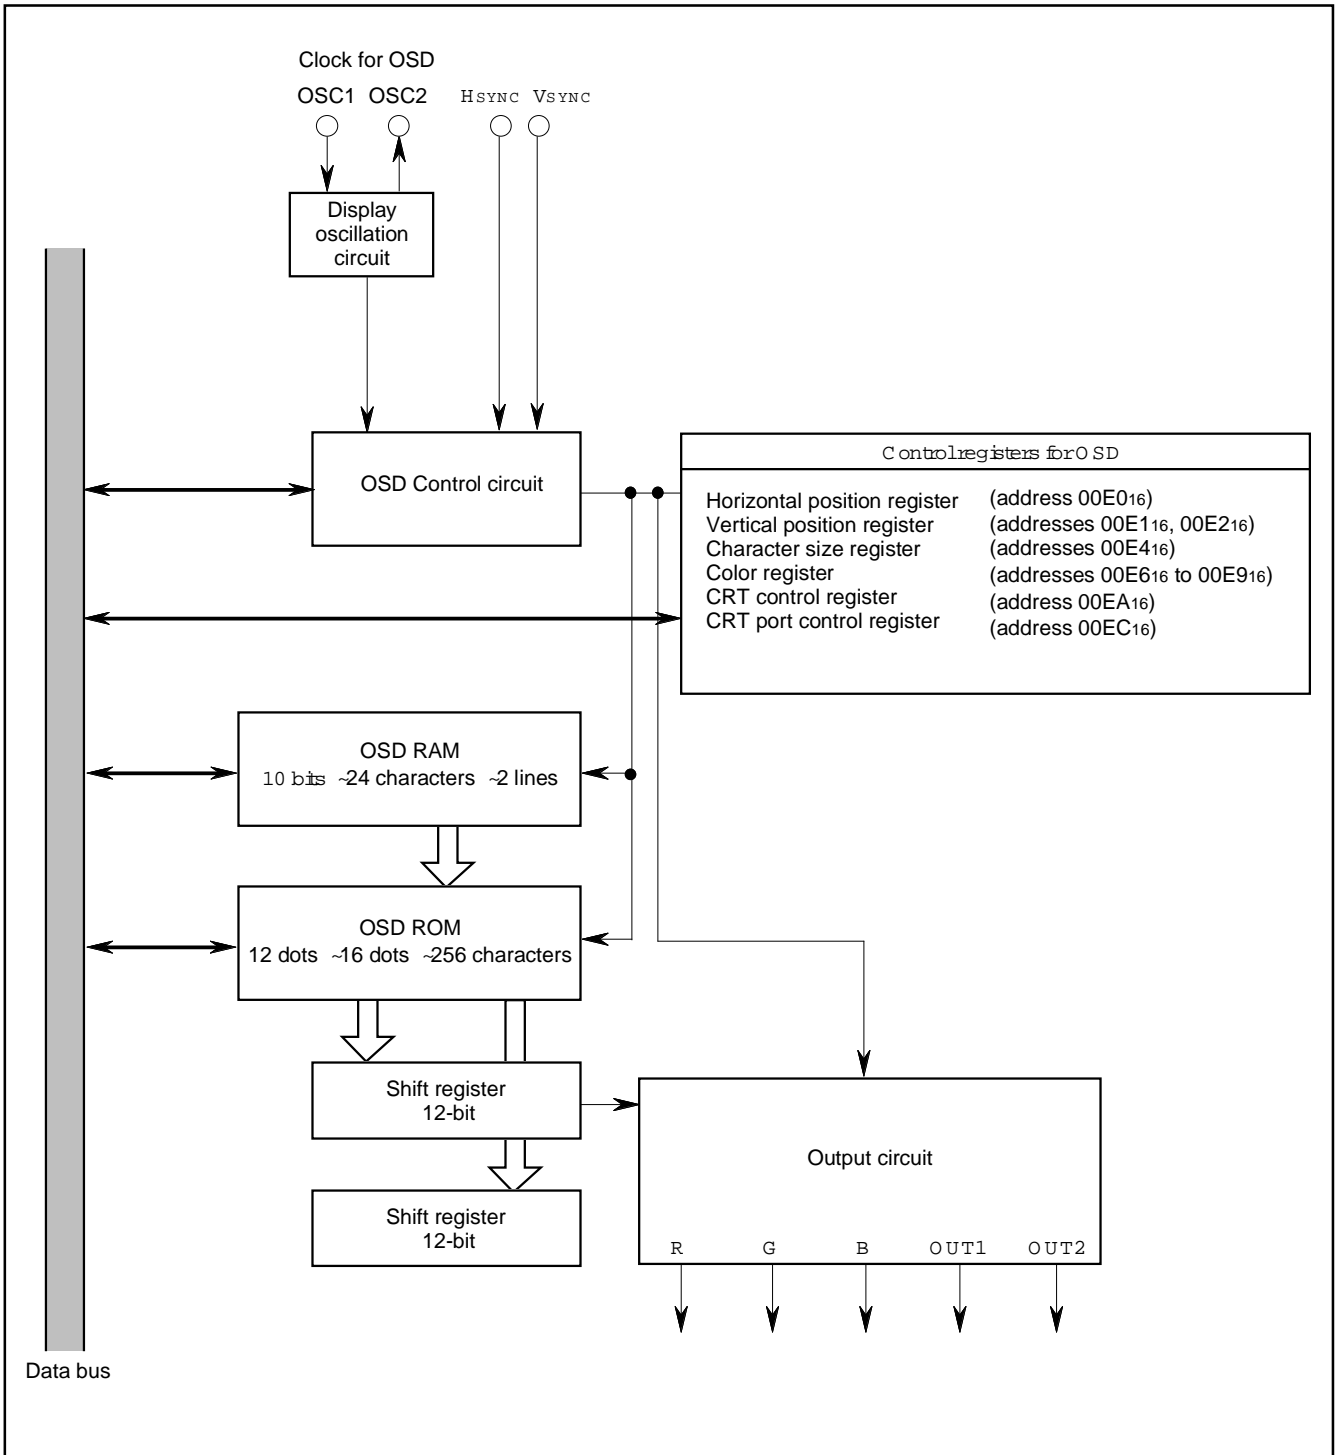 Clock for OSD
OSC1 OSC2 HSYNC VSYNC
Display
oscillation
circuit
OSD Control circuit
Control registers for OSD
Horizontal position register (address 00E016)
Vertical position register (addresses 00E116, 00E216)
Character size register (addresses 00E416)
Color register (addresses 00E616 to 00E916)
CRT control register (address 00EA16)
CRT port control register (address 00EC16)
OSD RAM
10 bits ~24 characters ~2 lines
OSD ROM
12 dots ~16 dots ~256 characters
Shift register
12-bit
Output circuit
Shift register
12-bit
R G B OUT1 OUT2
Data bus